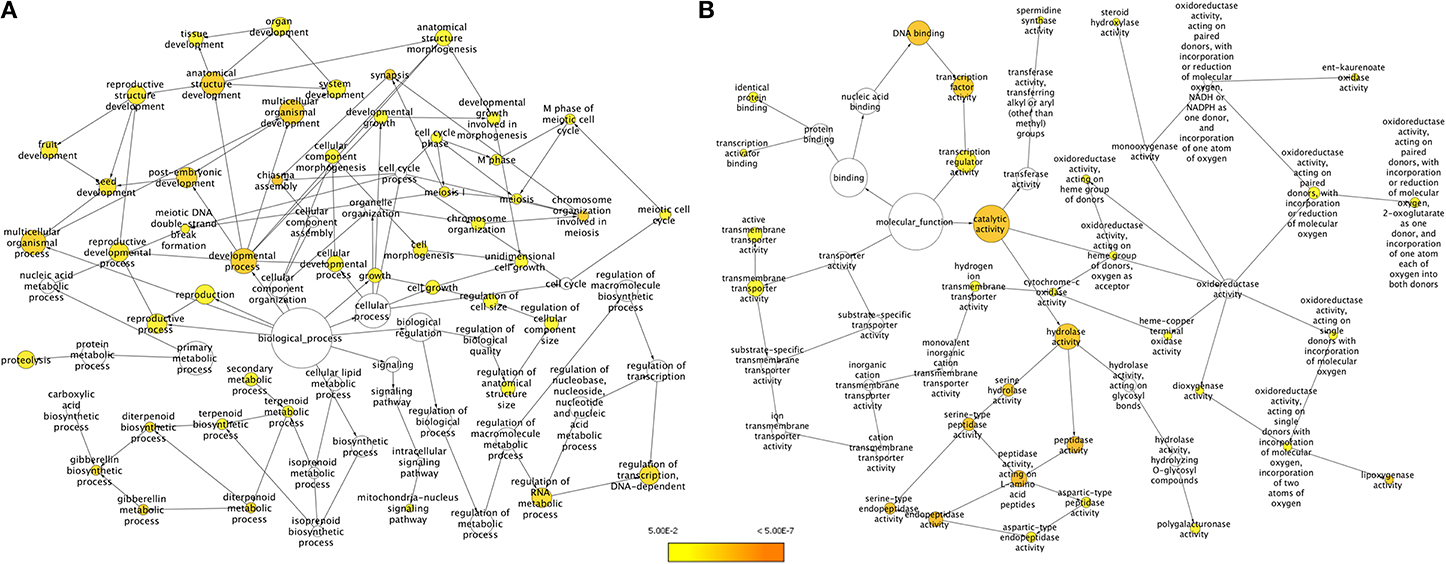 A
organ
development
tissue
development
anatomical
structure
morphogenesis
anatomical
structure
development
synapsis
system
development
reproductive
structure
development
multicellular
organismal
development
developmental
growth
developmental
growth
involved in
morphogenesis
M phase of
meiotic cell
cycle
cell cycle
phase
fruit
development
cellular
component
morphogenesis
M phase
seed
development
post-embryonic
development
chiasma
assembly
cell cycle
process
meiosis I
meiosis
organelle
organization
meiotic DNA
double-strand
break
formation
cellular
component
assembly
chromosome
organization
chromosome
organization
involved in
meiosis
meiotic cell
cycle
multicellular
organismal
process
reproductive
process
developmental
process
cellular
developmental
process
cell
morphogenesis
unidimensional
cell growth
nucleic acid
metabolic
process
cellular
component
organization
growth
cell growth
cell cycle
regulation of
macromolecule
biosynthetic
process
reproduction
cellular
process
regulation of
cell size
regulation of
cellular
component
size
reproductive
process
biological_process
biological
regulation
regulation of
biological
quality
proteolysis
protein
metabolic
process
primary
metabolic
process
signaling
regulation of
transcription
secondary
metabolic
process
cellular lipid
metabolic
process
signaling
pathway
regulation of
anatomical
structure
size
regulation of
nucleobase,
nucleoside,
nucleotide
and nucleic
acid
metabolic
process
carboxylic
acid
biosynthetic
process
diterpenoid
biosynthetic
process
terpenoid
biosynthetic
process
terpenoid
metabolic
process
regulation of
biological
process
regulation of
macromolecule
metabolic
process
biosynthetic
process
intracellular
signaling
pathway
gibberellin
biosynthetic
process
isoprenoid
metabolic
process
regulation of
transcription,
DNA-dependent
gibberellin
metabolic
process
diterpenoid
metabolic
process
mitochondria-nucleus
signaling
pathway
regulation of
RNA
metabolic
process
isoprenoid
biosynthetic
process
regulation of
metabolic
process
5.00E-2
< 5.00E-7
B
DNA binding
spermidine
synthase
activity
steroid
hydroxylase
activity
oxidoreductase
activity,
acting on
paired
donors, with
incorporation
or reduction
of molecular
oxygen,
NADH or
NADPH as
one donor,
and
incorporation
of one atom
of oxygen
ent-kaurenoate
oxidase
activity
identical
protein
binding
nucleic acid
binding
transcription
factor
activity
transferase
activity,
transferring
alkyl or aryl
(other than
methyl)
groups
protein
binding
transcription
activator
binding
binding
transcription
regulator
activity
transferase
activity
monooxygenase
activity
oxidoreductase
activity,
acting on
heme group
of donors
oxidoreductase
activity,
acting on
paired
donors, with
incorporation
or reduction
of molecular
oxygen
oxidoreductase
activity,
acting on
paired
donors, with
incorporation
or reduction
of molecular
oxygen,
2-oxoglutarate
as one
donor, and
incorporation
of one atom
each of
oxygen into
both donors
molecular_function
catalytic
activity
active
transmembrane
transporter
activity
transporter
activity
oxidoreductase
activity,
acting on
heme group
of donors,
oxygen as
acceptor
transmembrane
transporter
activity
hydrogen
ion
transmembrane
transporter
activity
cytochrome-c
oxidase
activity
oxidoreductase
activity
substrate-specific
transporter
activity
hydrolase
activity
heme-copper
terminal
oxidase
activity
oxidoreductase
activity,
acting on
single
donors with
incorporation
of molecular
oxygen
substrate-specific
transmembrane
transporter
activity
inorganic
cation
transmembrane
transporter
activity
monovalent
inorganic
cation
transmembrane
transporter
activity
serine
hydrolase
activity
hydrolase
activity,
acting on
glycosyl
bonds
dioxygenase
activity
oxidoreductase
activity,
acting on
single
donors with
incorporation
of molecular
oxygen,
incorporation
of two
atoms of
oxygen
ion
transmembrane
transporter
activity
cation
transmembrane
transporter
activity
serine-type
peptidase
activity
peptidase
activity
hydrolase
activity,
hydrolyzing
O-glycosyl
compounds
peptidase
activity,
acting on
L-amino
acid
peptides
lipoxygenase
activity
serine-type
endopeptidase
activity
endopeptidase
activity
aspartic-type
peptidase
activity
aspartic-type
endopeptidase
activity
polygalacturonase
activity